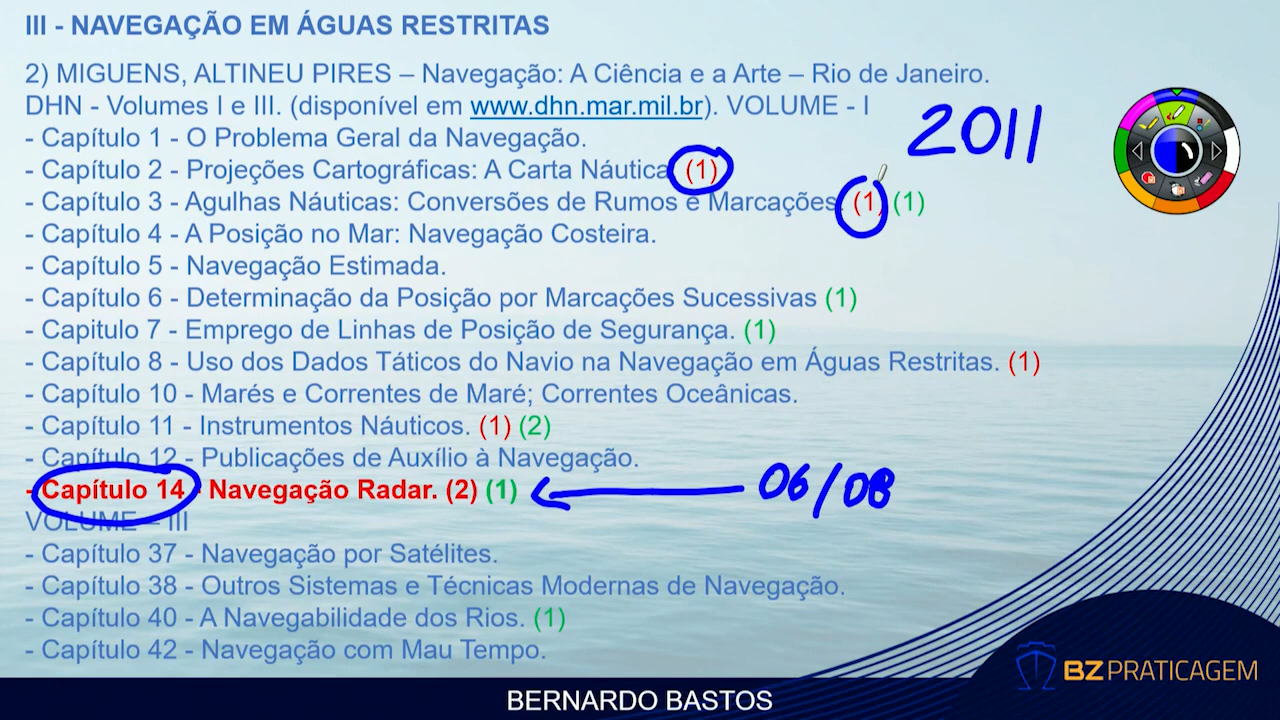 III - NAVEGAÇÃO EM ÁGUAS RESTRITAS
2) MIGUENS, ALTINEU PIRES – Navegação: A Ciência e a Arte – Rio de Janeiro.
DHN - Volumes I e III. (disponível em www.dhn.mar.mil.br). VOLUME - I
2011
- Capítulo 1 - O Problema Geral da Navegação.
- Capítulo 2 - Projeções Cartográficas: A Carta Náutica (1)
- Capítulo 3 - Agulhas Náuticas: Conversões de Rumos e Marcações. (1) (1)
- Capítulo 4 - A Posição no Mar: Navegação Costeira.
- Capítulo 5 - Navegação Estimada.
- Capítulo 6 - Determinação da Posição por Marcações Sucessivas (1)
- Capítulo 7 - Emprego de Linhas de Posição de Segurança. (1)
- Capítulo 8 - Uso dos Dados Táticos do Navio na Navegação em Águas Restritas. (1)
- Capítulo 10 - Marés e Correntes de Maré; Correntes Oceânicas.
- Capítulo 11 - Instrumentos Náuticos. (1) (2)
- Capítulo 12 - Publicações de Auxílio à Navegação.
- Capítulo 14 - Navegação Radar. (2) (1) 06/08
VOLUME – III
- Capítulo 37 - Navegação por Satélites.
- Capítulo 38 - Outros Sistemas e Técnicas Modernas de Navegação.
- Capítulo 40 - A Navegabilidade dos Rios. (1)
- Capítulo 42 - Navegação com Mau Tempo.
BZPRATICAGEM
BERNARDO BASTOS